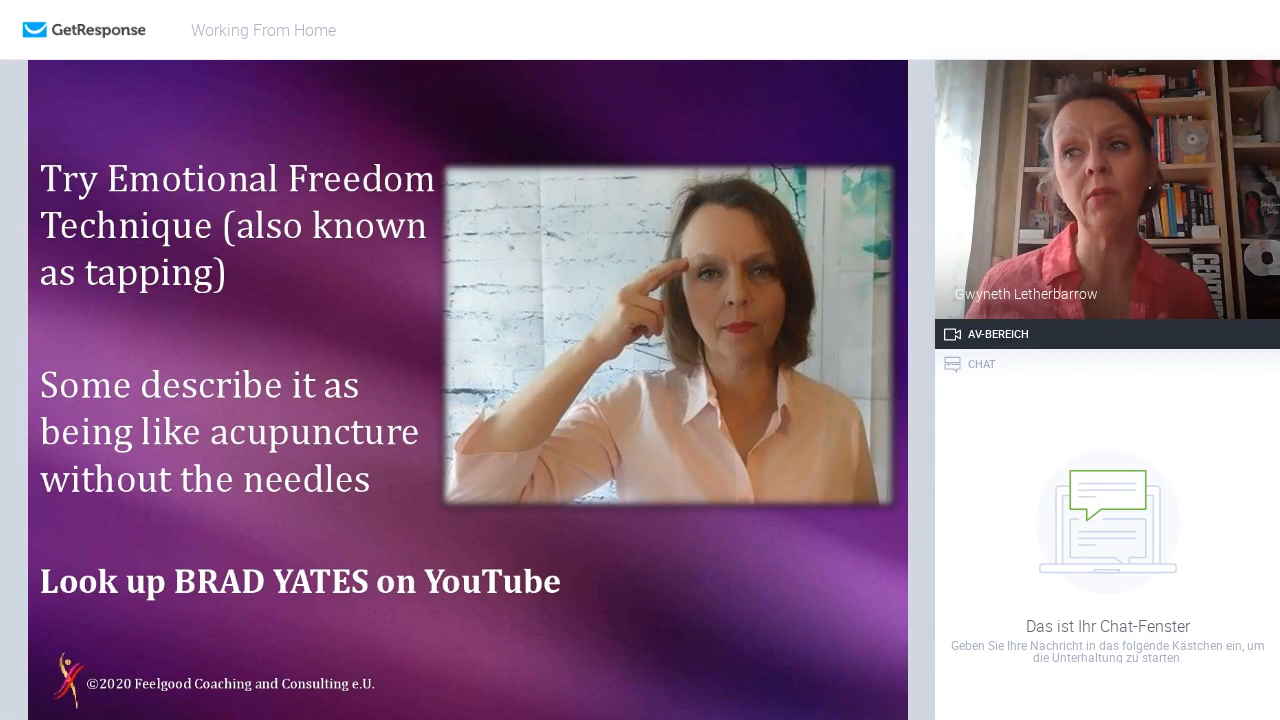 GetResponse
Working From Home
Try Emotional Freedom
Technique (also known
as tapping)
Some describe it as
being like acupuncture
without the needles
Look up BRAD YATES on YouTube
©2020 Feelgood Coaching and Consulting e.U.
Gwyneth Letherbarrow
AV-BEREICH
CHAT
Das ist Ihr Chat-Fenster
Geben Sie Ihre Nachricht in das folgende Kästchen ein, um
die Unterhaltung zu starten.